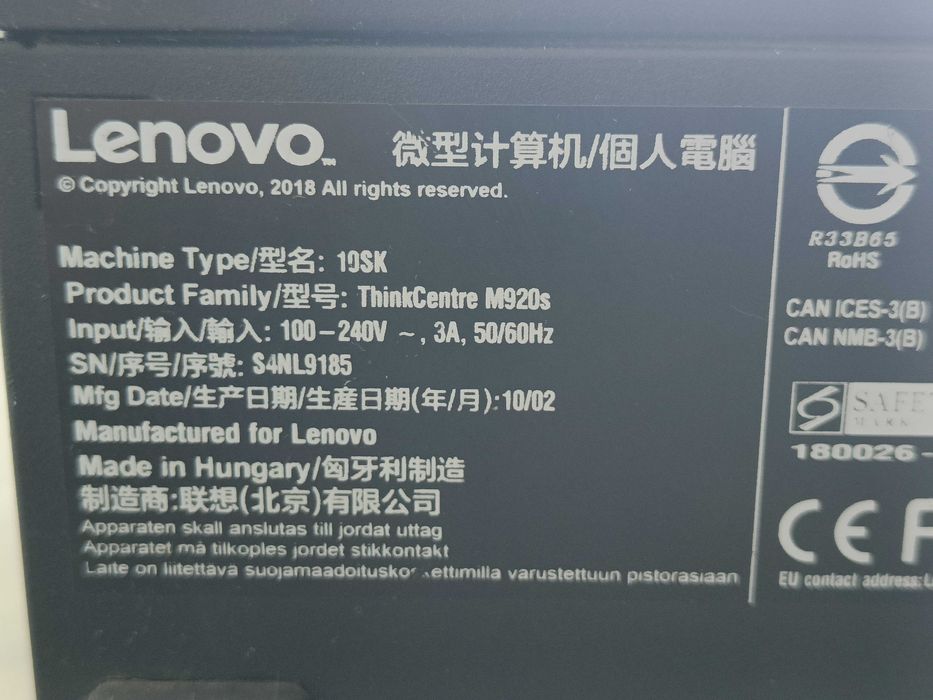 Lenovo™ 微型计算机/個人電腦
© Copyright Lenovo, 2018 All rights reserved.
Machine Type/型名: 10SK
Product Family/型号: ThinkCentre M920s
Input/输入/輸入: 100-240V ~, 3A, 50/60Hz
SN/序号/序號: S4NL9185
Mfg Date/生产日期/生産日期(年/月):10/02
Manufactured for Lenovo
Made in Hungary/匈牙利制造
制造商:联想(北京)有限公司
Apparaten skall anslutas till jordat uttag
Apparatet må tilkoples jordet stikkontakt
Laite on liitettävä varustettuun pistorasiaan
R33B65
RoHS
CAN ICES-3(B)
CAN NMB-3(B)
SAFE
MARK
180026-
CE
EU contact address: